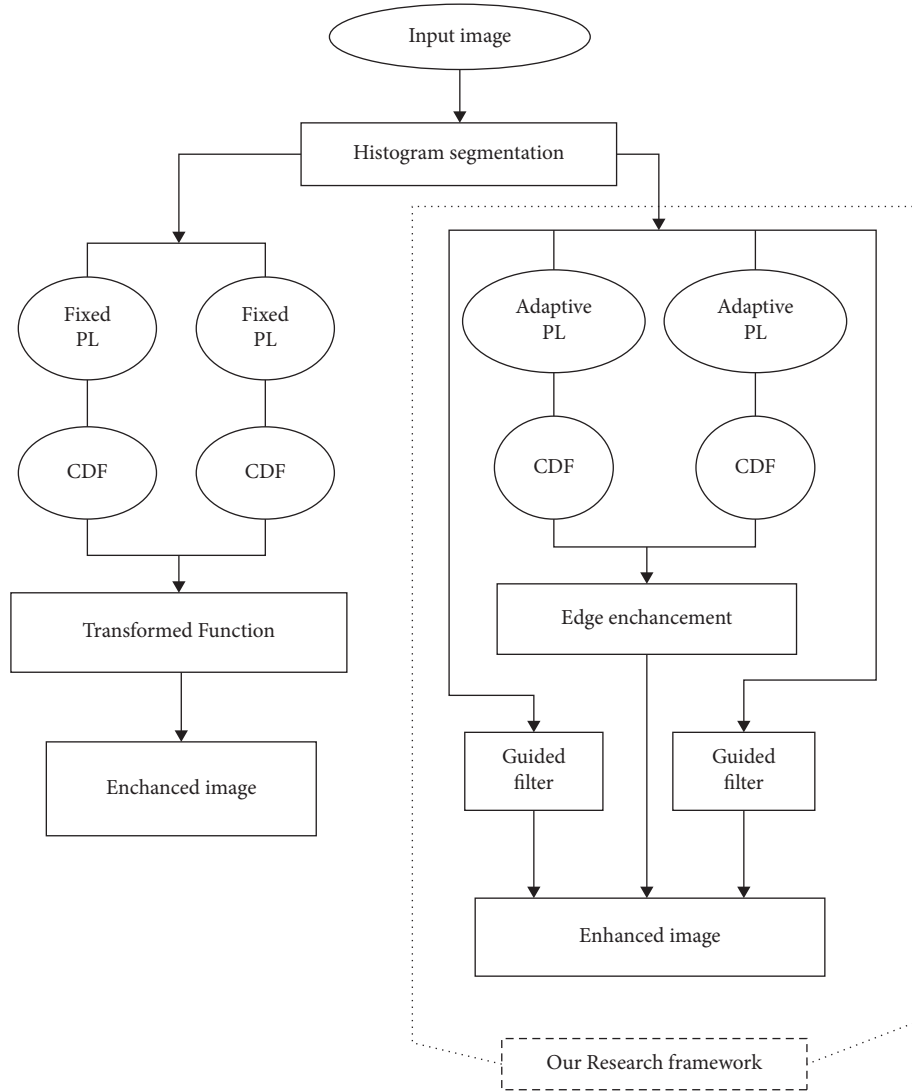 Input image
Histogram segmentation
Fixed
PL
Fixed
PL
Adaptive
PL
Adaptive
PL
CDF
CDF
CDF
CDF
Transformed Function
Edge enchancement
Enchanced image
Guided
filter
Guided
filter
Enhanced image
Our Research framework